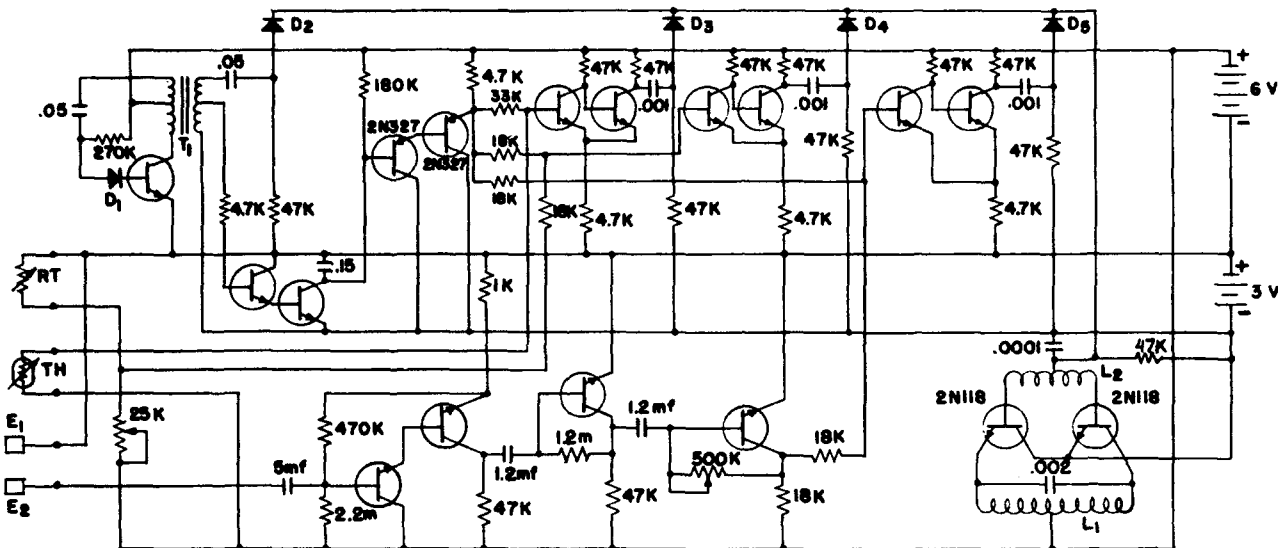 D2 D3 D4 D5
.05 4.7K 47K 47K 47K 47K 47K 47K +
.05 180K 33K .001 .001 .001 6 V
T1 2N327 -
270K 2N327 18K 47K 47K
D1 18K
4.7K 47K 18K 4.7K 47K 4.7K 4.7K
RT .15 1K + 3 V -
.0001 47K
TH L2
2N118 2N118
E1 25K 470K 1.2mf 18K
5mf 1.2mf 1.2m 500K .002
E2 2.2m 47K 47K 18K L1